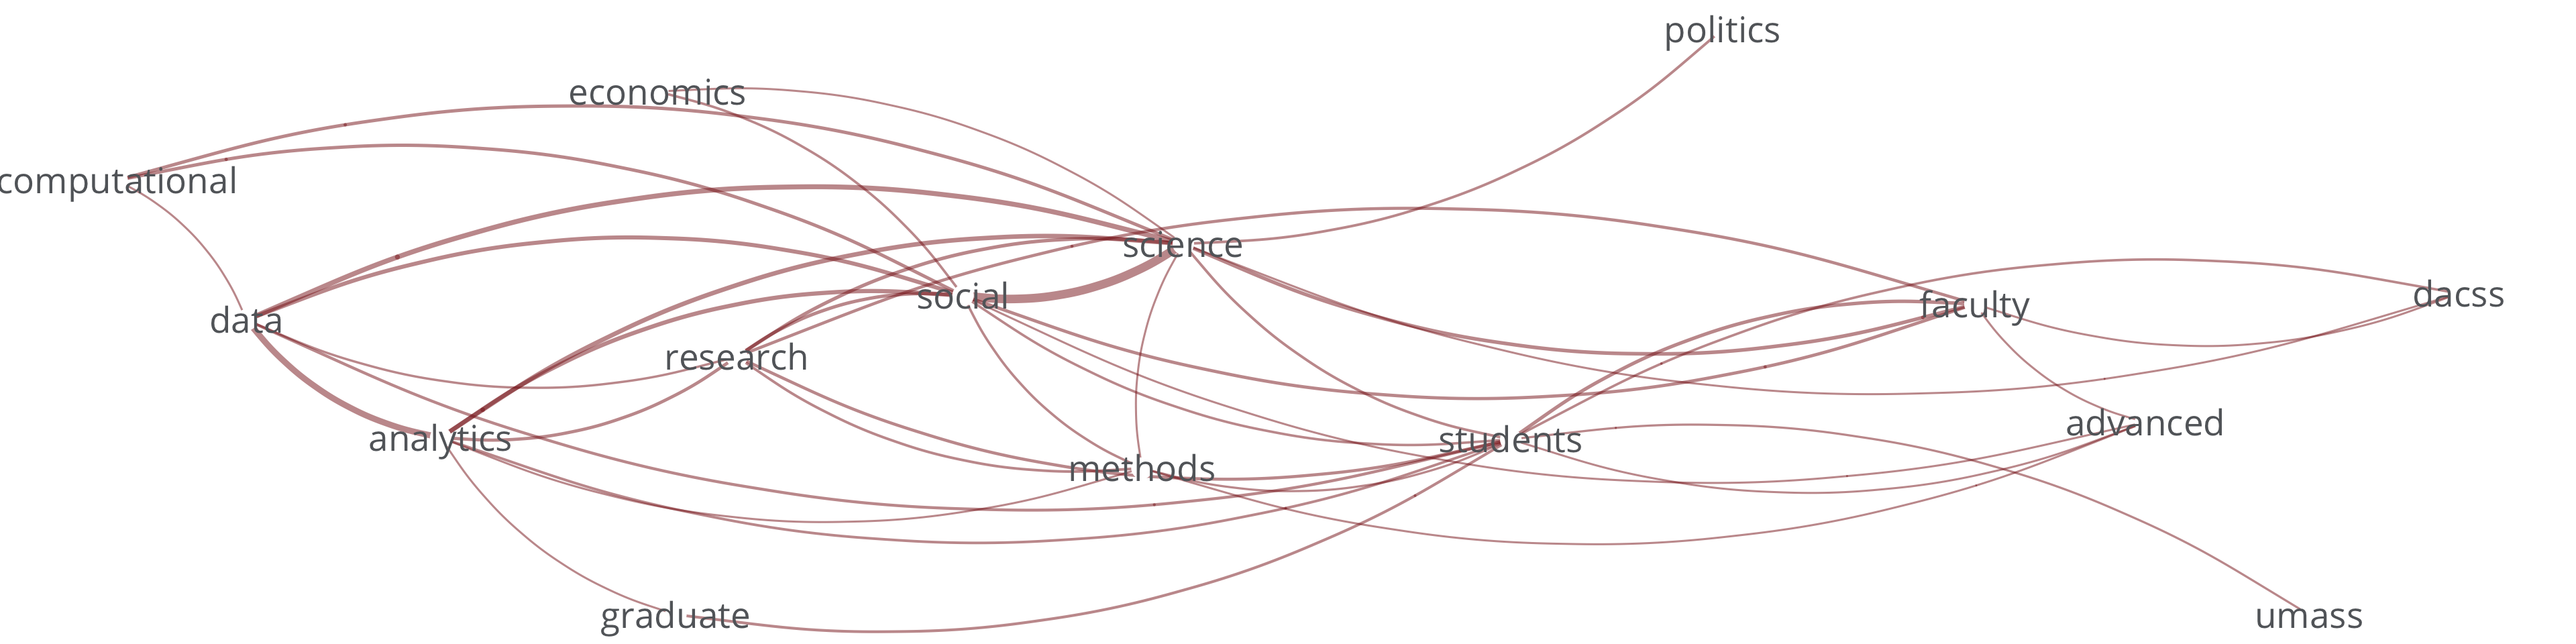 politics
economics
computational
science
social
faculty
dacss
data
research
analytics
students
advanced
methods
graduate
umass